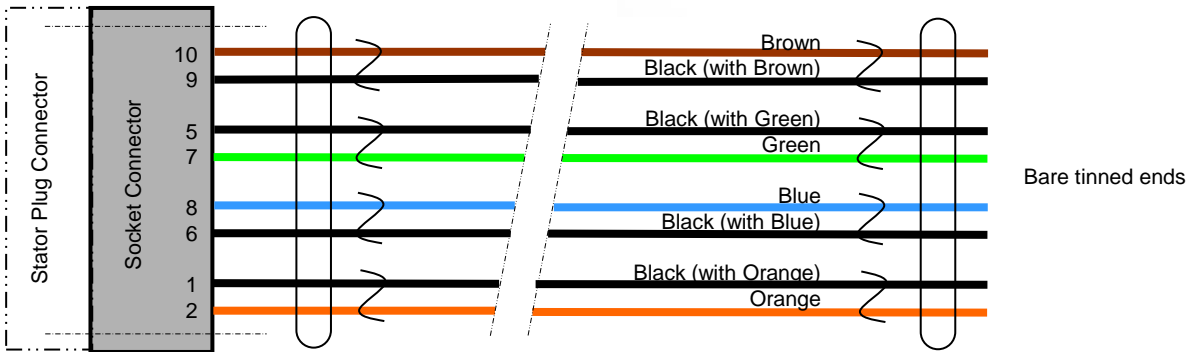 Stator Plug Connector
Socket Connector
10 Brown
9 Black (with Brown)
5 Black (with Green)
7 Green
8 Blue
6 Black (with Blue)
1 Black (with Orange)
2 Orange
Bare tinned ends